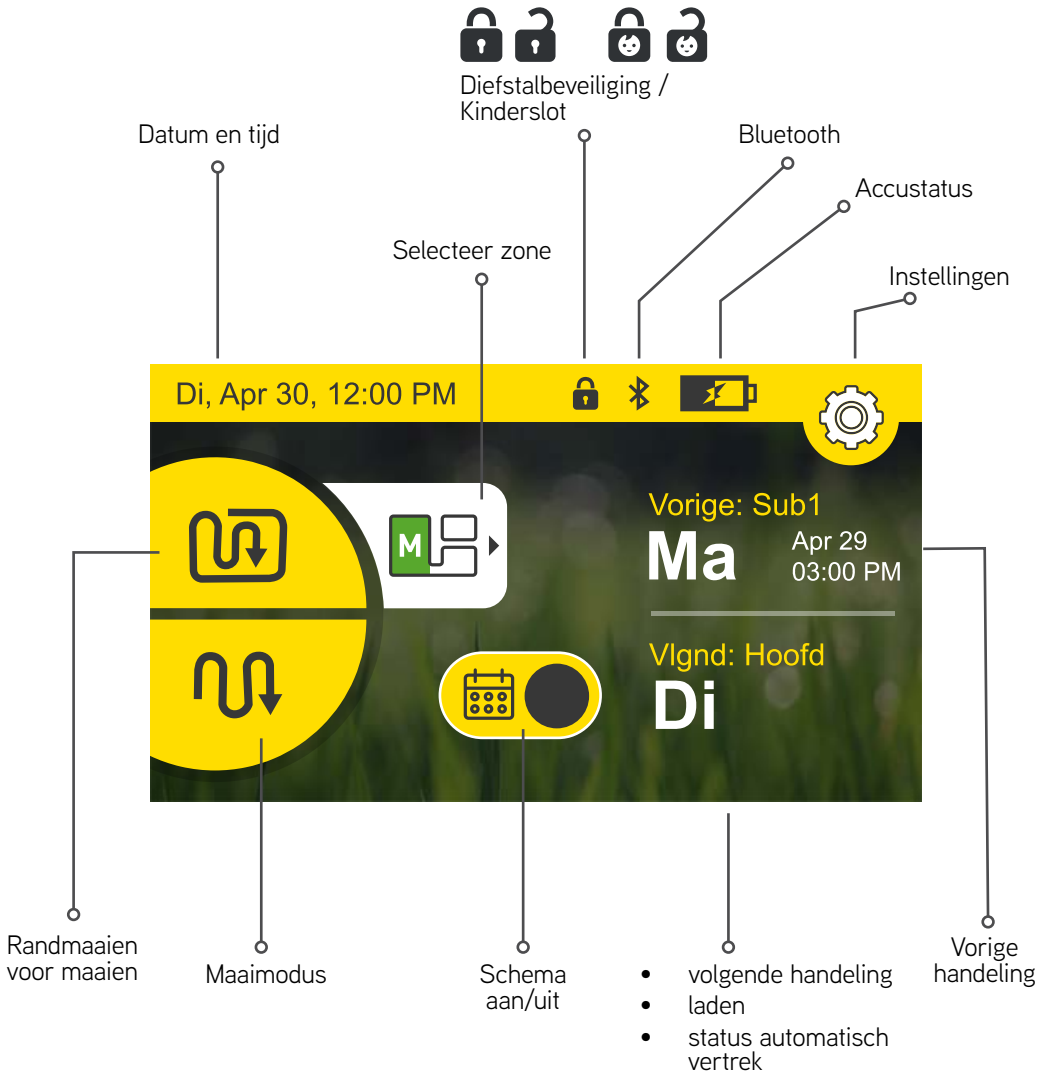 Diefstalbeveiliging /
Kinderslot
Datum en tijd
Bluetooth
Accustatus
Selecteer zone
Instellingen
Di, Apr 30, 12:00 PM
Vorige: Sub1
Ma
Apr 29
03:00 PM
M
Vlgnd: Hoofd
Di
Randmaaien
voor maaien
Maaimodus
Schema
aan/uit
• volgende handeling
• laden
• status automatisch
vertrek
Vorige
handeling